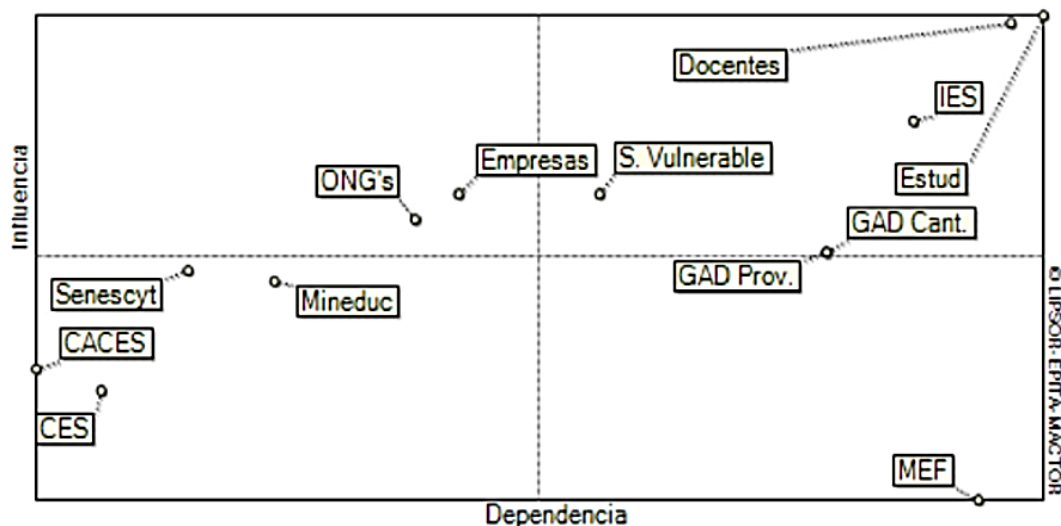 Docentes
IES
Influencia
ONG's
Empresas
S. Vulnerable
Estud
GAD Cant.
GAD Prov.
Senescyt
Mineduc
CACES
CES
MEF
Dependencia
© LIPSOR-EPITA-MACTOR